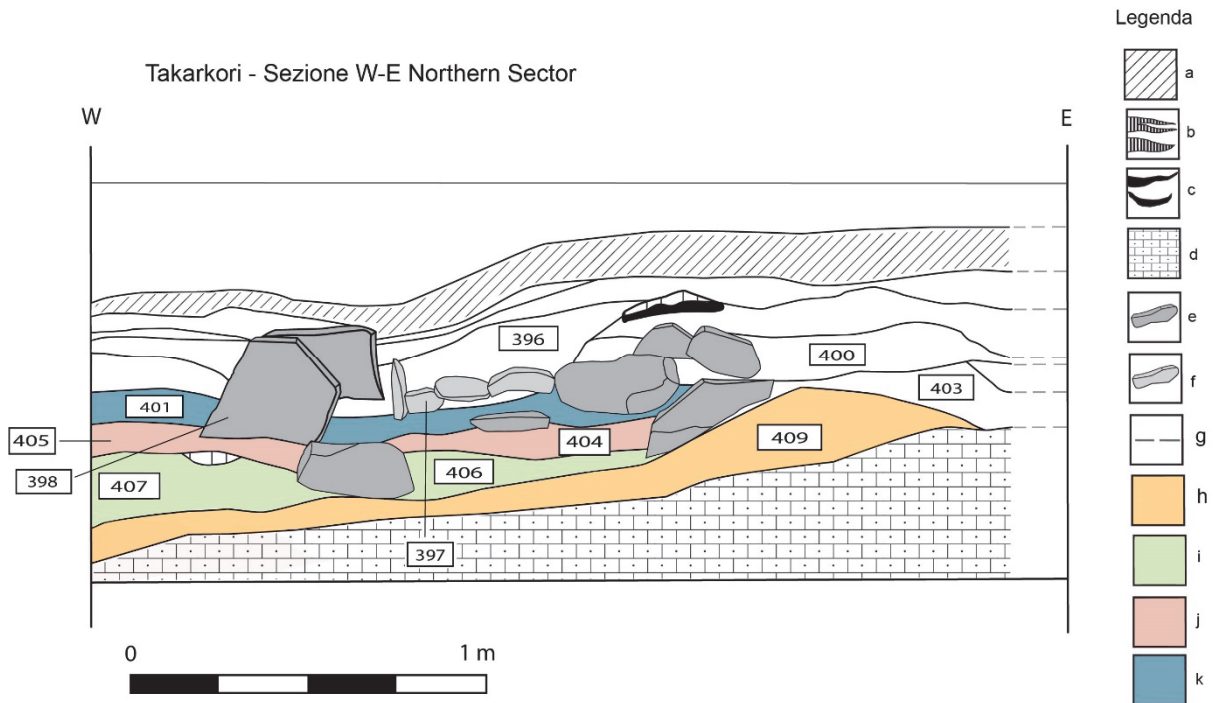 Legenda
Takarkori - Sezione W-E Northern Sector
W
E
a
b
c
d
e
f
g
h
i
j
k
396
400
403
401
405
404
409
406
407
398
397
0
1 m